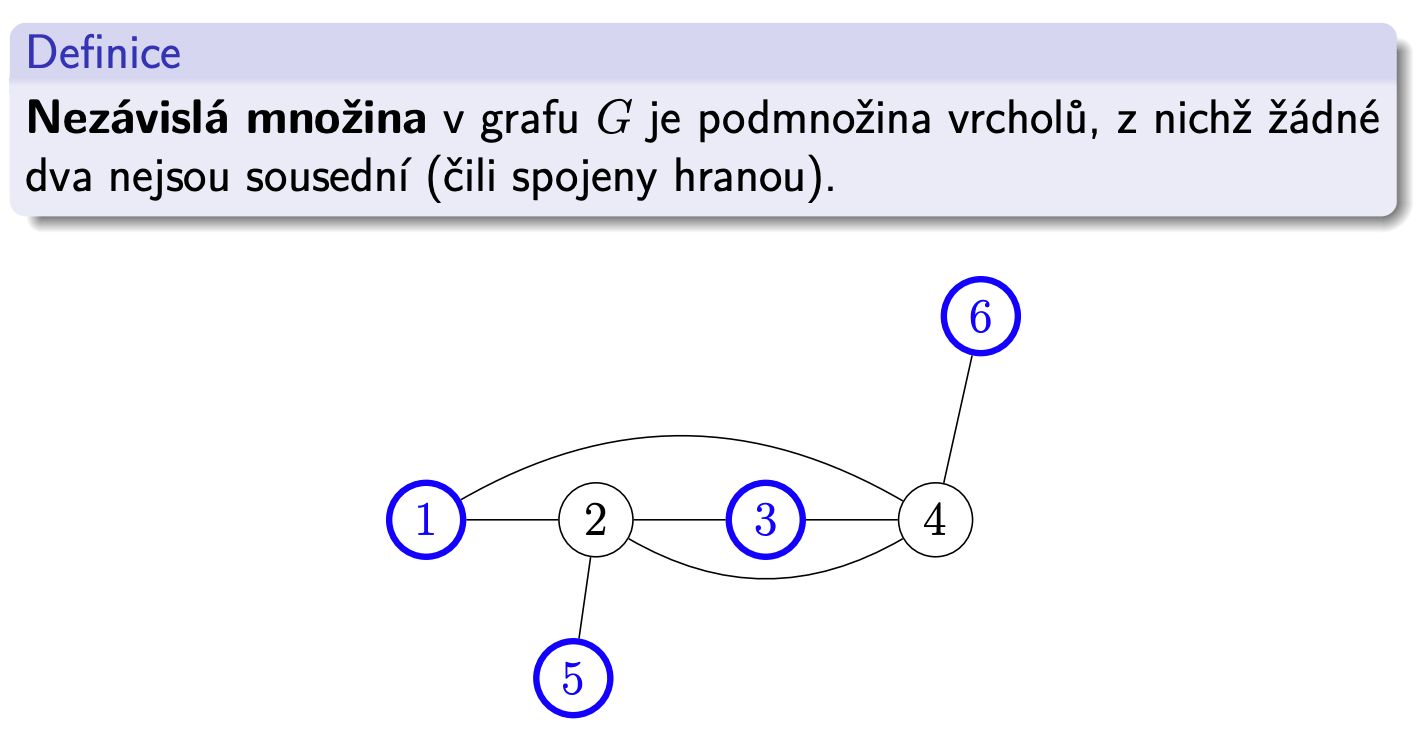 Definice
Nezávislá množina v grafu G je podmnožina vrcholů, z nichž žádné
dva nejsou sousední (čili spojeny hranou).
6
1 2 3 4
5